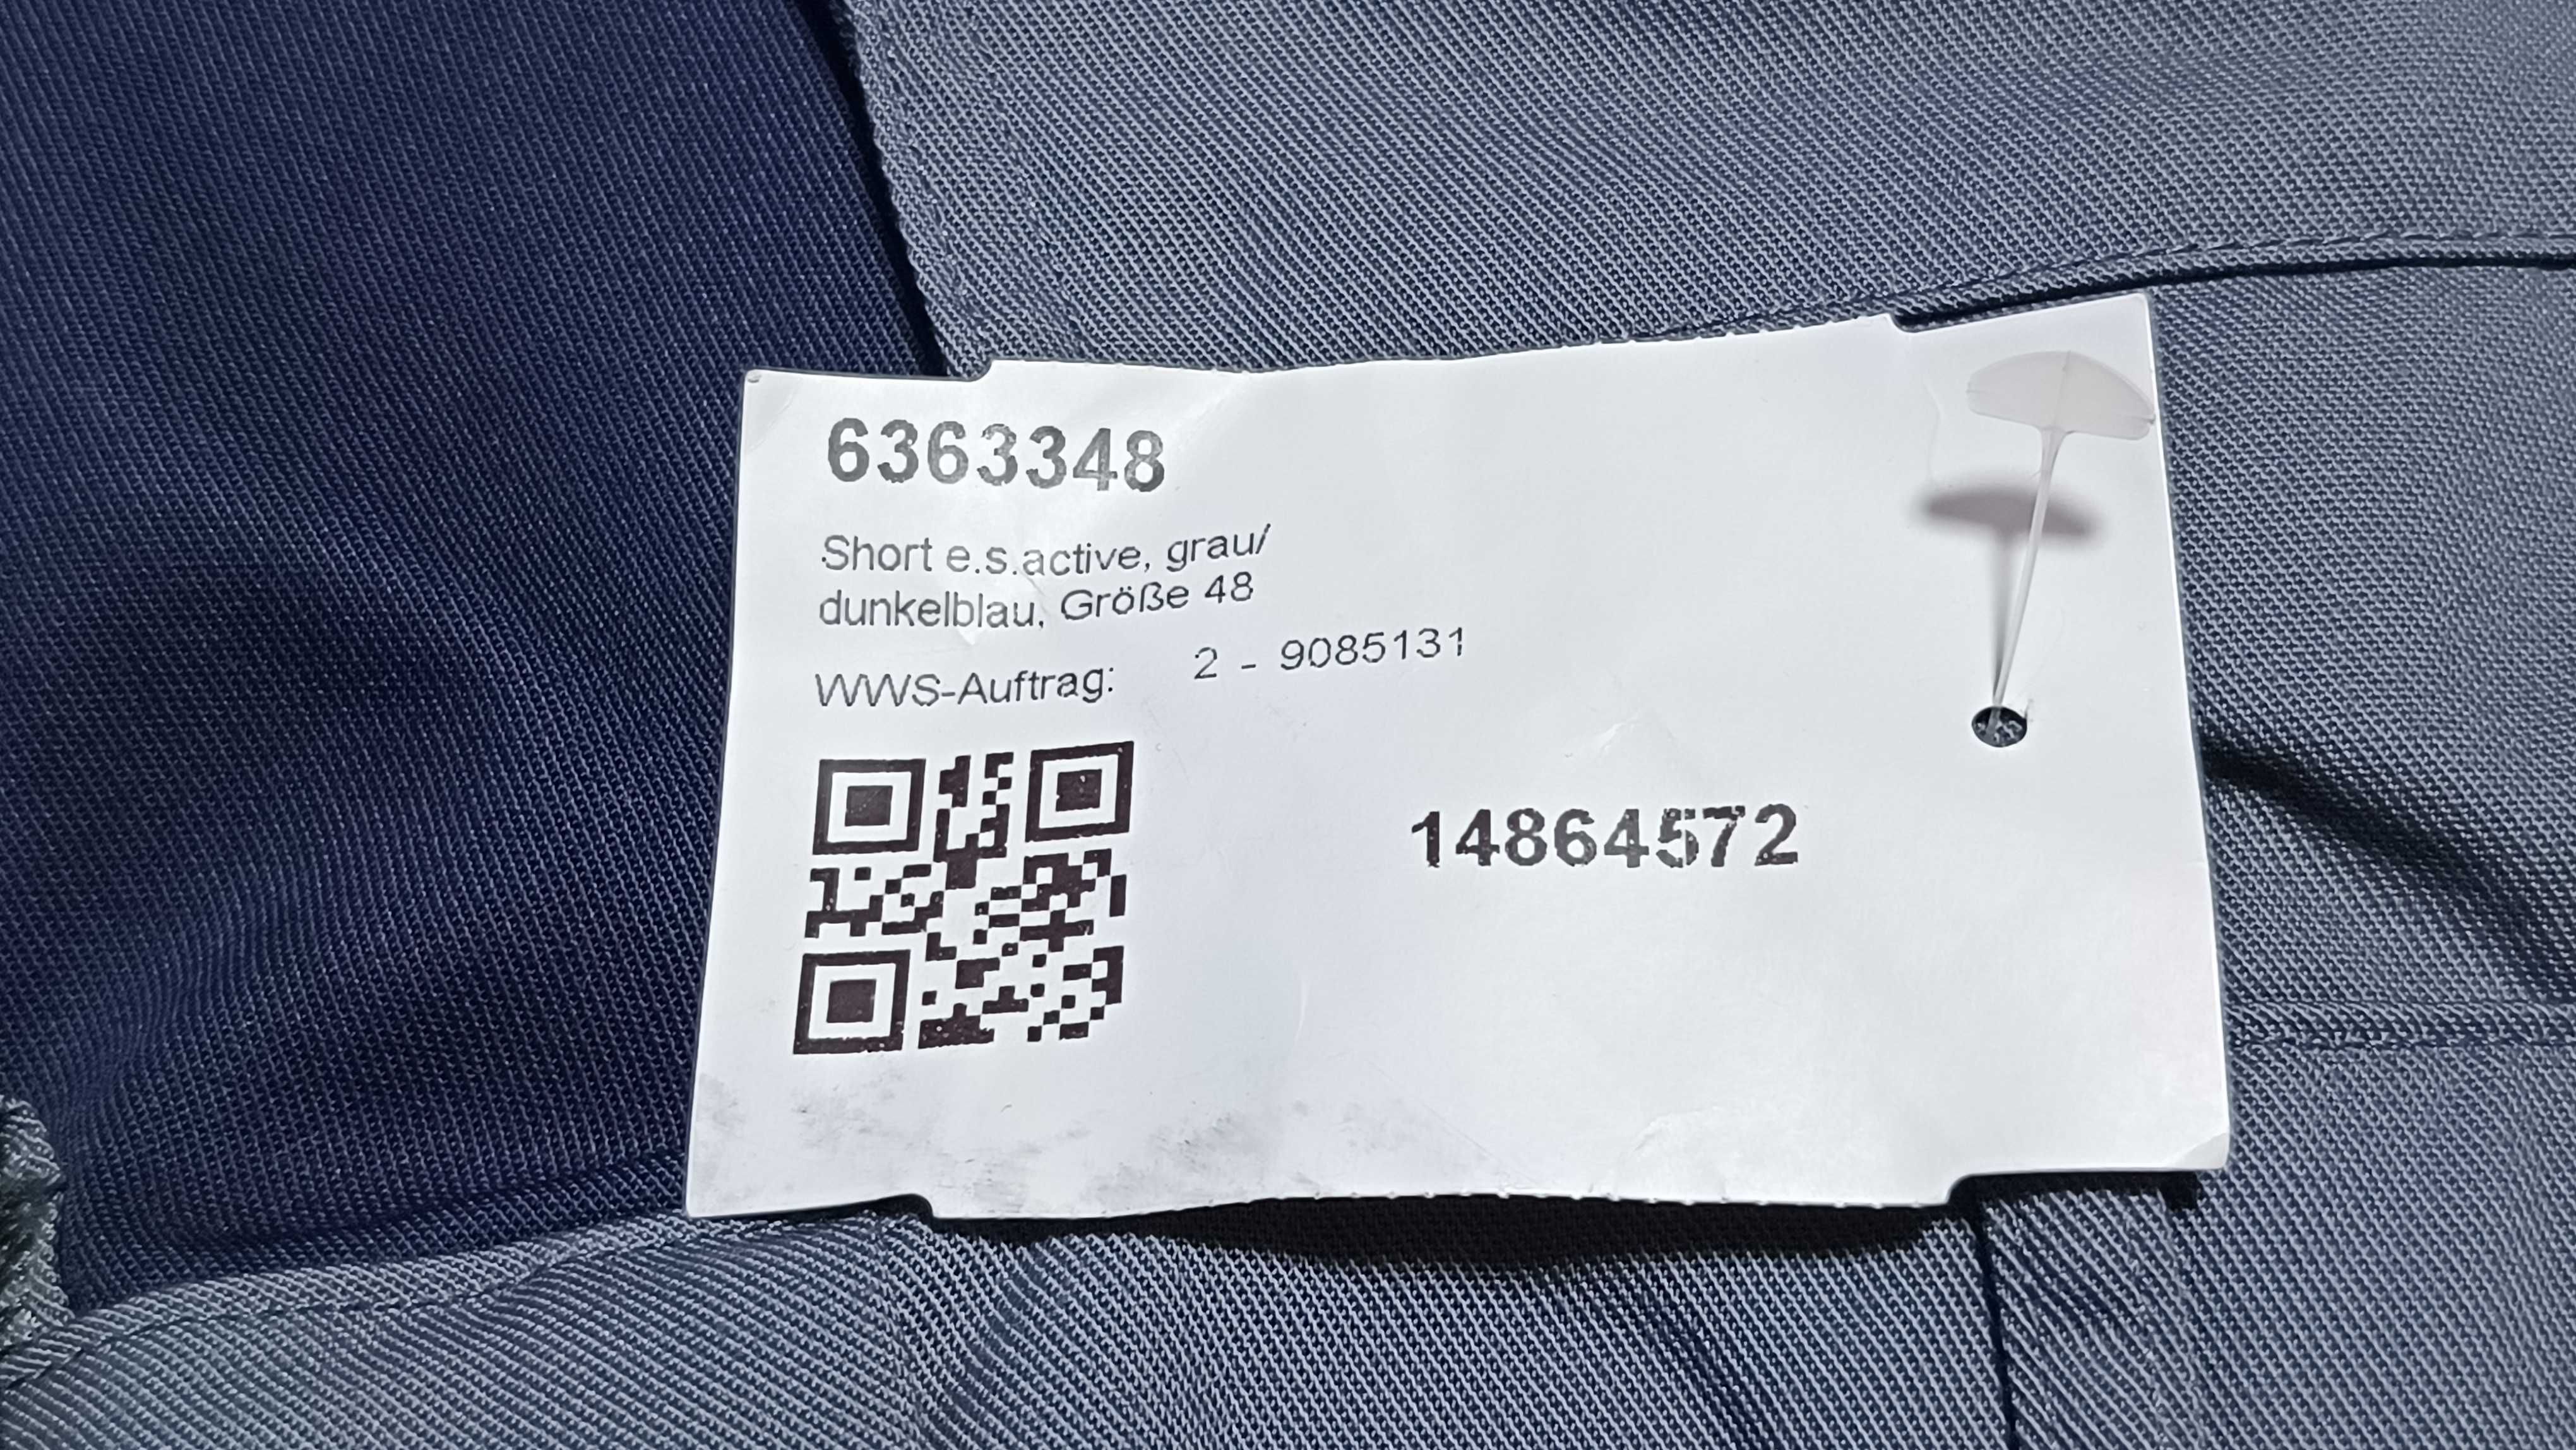 6363348
Short e.s.active, grau/
dunkelblau, Größe 48
WWS-Auftrag: 2 - 9085131
14864572